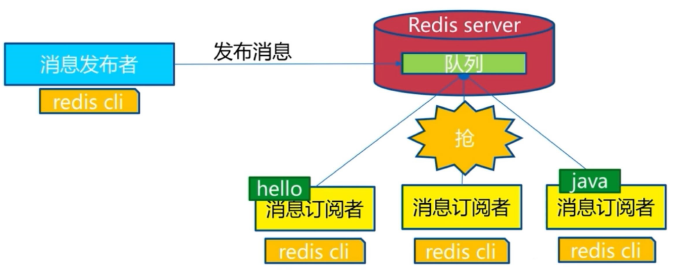 Redis server
消息发布者
发布消息
队列
redis cli
抢
hello
java
消息订阅者
消息订阅者
消息订阅者
redis cli
redis cli
redis cli